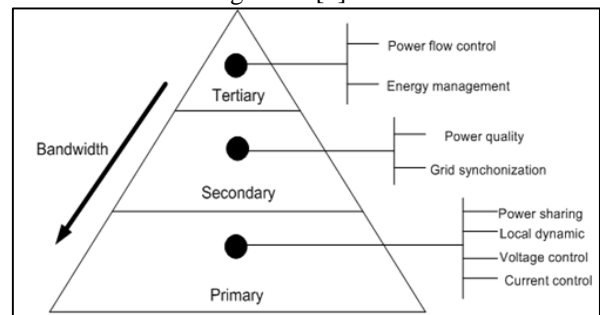 Power flow control
Energy management
Tertiary
Bandwidth
Power quality
Grid synchonization
Secondary
Power sharing
Local dynamic
Voltage control
Current control
Primary